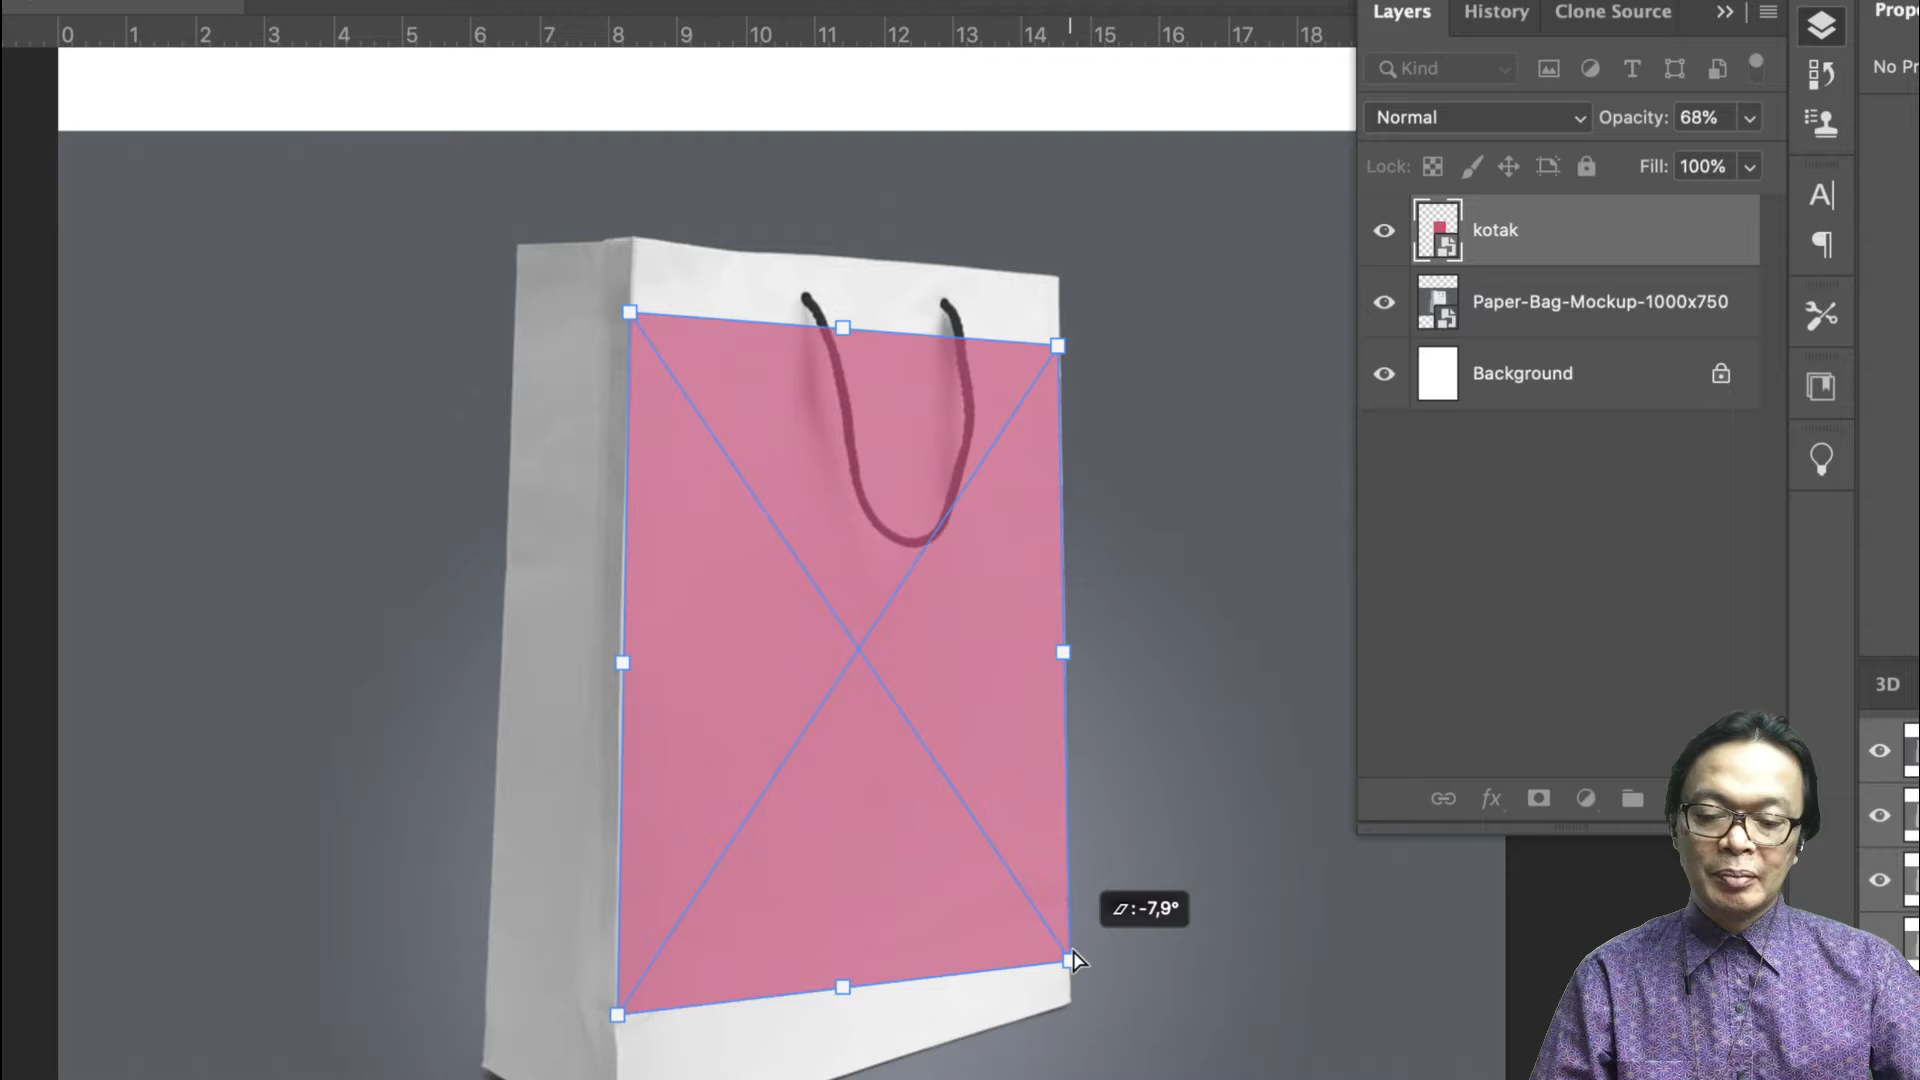 0 1 2 3 4 5 6 7 8 9 10 11 12 13 14 15 16 17 18
Layers History Clone Source
Kind
Normal Opacity: 68%
Lock: Fill: 100%
kotak
Paper-Bag-Mockup-1000x750
Background
fx
:-7,9°
A
No Pr
3D